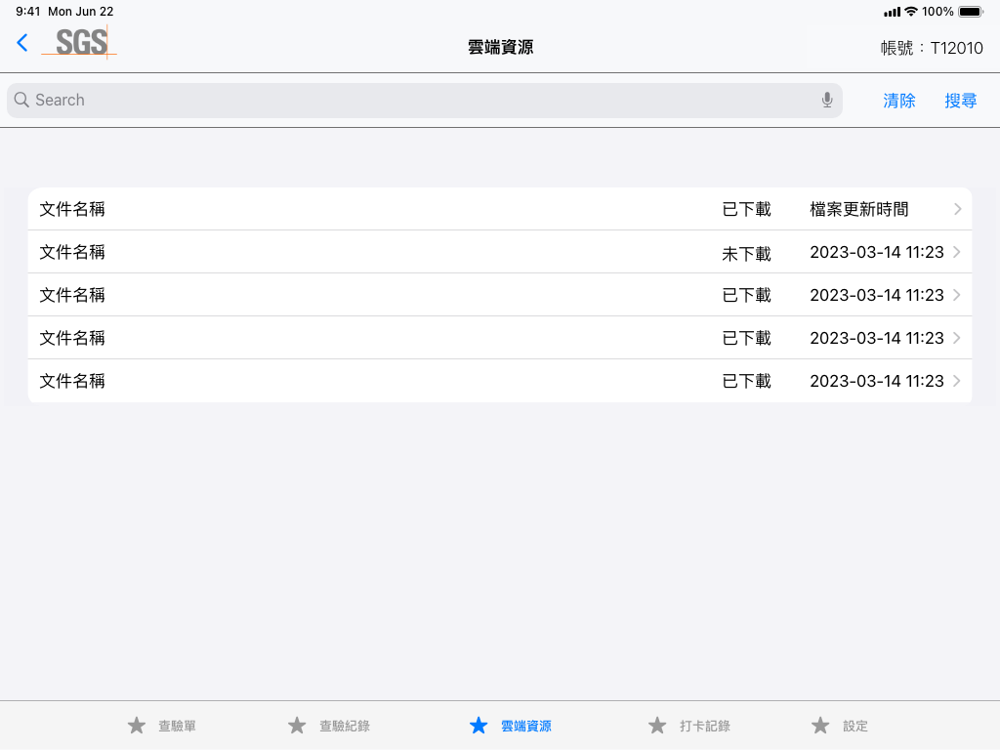 9:41 Mon Jun 22 100%
SGS 雲端資源 帳號：T12010
Search 清除 搜尋
文件名稱 已下載 檔案更新時間
文件名稱 未下載 2023-03-14 11:23
文件名稱 已下載 2023-03-14 11:23
文件名稱 已下載 2023-03-14 11:23
文件名稱 已下載 2023-03-14 11:23
查驗單 查驗紀錄 雲端資源 打卡記錄 設定